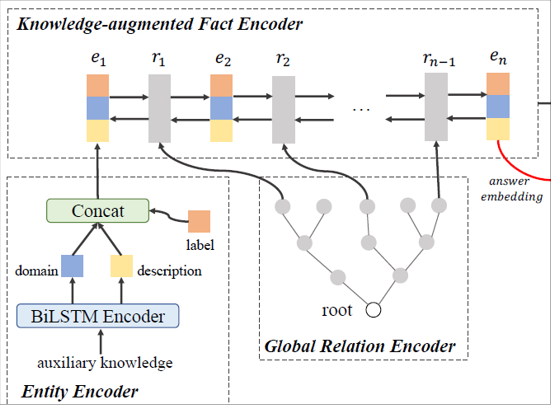 Knowledge-augmented Fact Encoder
e₁ r₁ e₂ r₂ rₙ₋₁ eₙ
...
answer
embedding
Concat
label
domain
description
BiLSTM Encoder
auxiliary knowledge
Entity Encoder
root
Global Relation Encoder